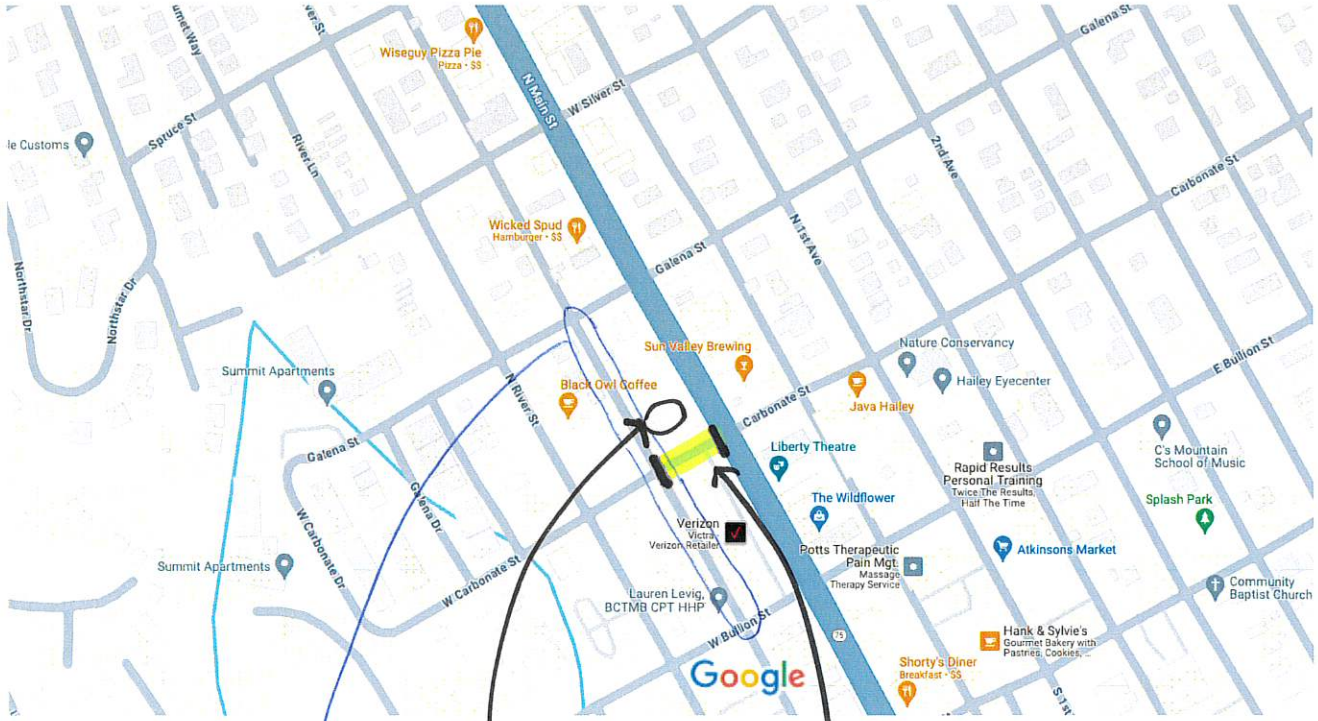 Galena St
umet Way
River St
Wiseguy Pizza Pie
Pizza • $$
N Main St
W Silver St
le Customs
Spruce St
River Ln
2nd Ave
Carbonate St
Wicked Spud
Hamburger • $$
N 1st Ave
Galena St
Northstar Dr
Northstar Dr
Sun Valley Brewing
Nature Conservancy
E Bullion St
Summit Apartments
N River St
Black Owl Coffee
Hailey Eyecenter
Carbonate St
Java Hailey
Galena St
Liberty Theatre
C's Mountain
School of Music
Rapid Results
Personal Training
Twice The Results,
Half The Time
Galena Dr
The Wildflower
Splash Park
W Carbonate Dr
Verizon
Victra -
Verizon Retailer
Potts Therapeutic
Pain Mgt:
Massage
Therapy Service
Atkinsons Market
Summit Apartments
W Carbonate St
Lauren Levig,
BCTMB CPT HHP
Community
Baptist Church
W Bullion St
75
Hank & Sylvie's
Gourmet Bakery with
Pastries, Cookies, ...
Google
Shorty's Diner
Breakfast • $$
S 1st